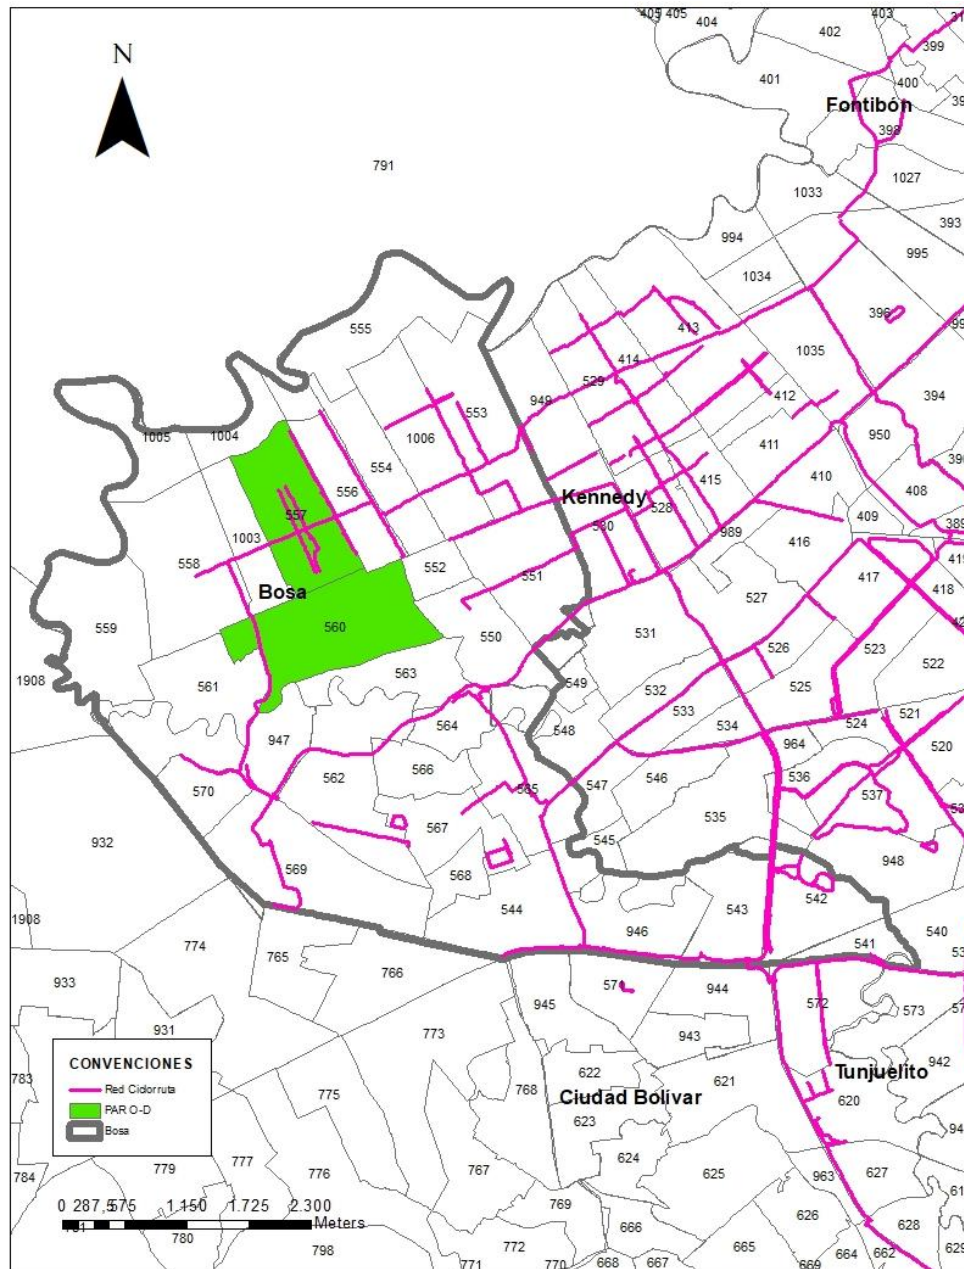 405 405 404 403
402 399
401 400
Fontibón
398
N
791
1027
1033
393
994 995
1034
555 396
413
414 1035
529
949 412 394
553
1005 1004 1006 411 950
554
556 415 410 408
Kennedy
557 528 409 389
530
1003 989 416
558 552 417
551 418
527
Bosa
559 560 550 531 526 523 522
563
1908 561 549 532 525
533 521
564 548 534 524
947 964 520
566 546 536
570 562 547 537
585
567 535
932 545 948
568
569
544 543 542
946 540
1908 774 541
765 766
933 571 944
945 572 573
931 773 943
942
783 622 621 Tunjuelito
768
775 Ciudad Bolivar 620
623
CONVENCIONES
Red Cidorruta
PAR O-D
Bosa
624
784 779 777 776 767 625 963 627
769 626
666 628
0 287,5 575 1.150 1.725 2.300
Meters
780 798 772 665 664 662 629
771 770 668 667 669